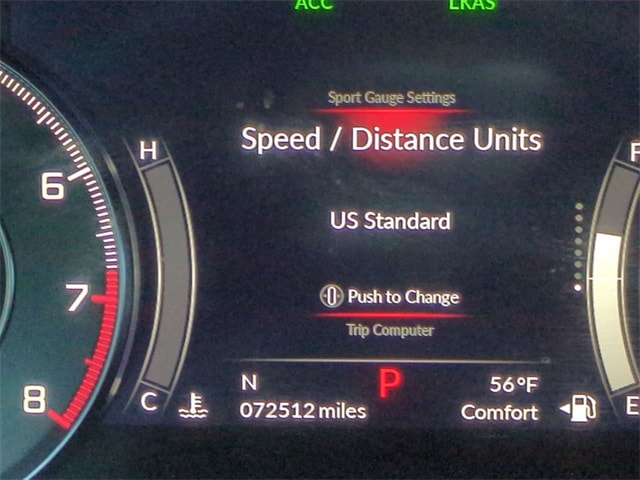 ACC LKAS
Sport Gauge Settings
Speed / Distance Units
H F
6
US Standard
7
Push to Change
Trip Computer
8
C N P 56°F E
072512 miles Comfort